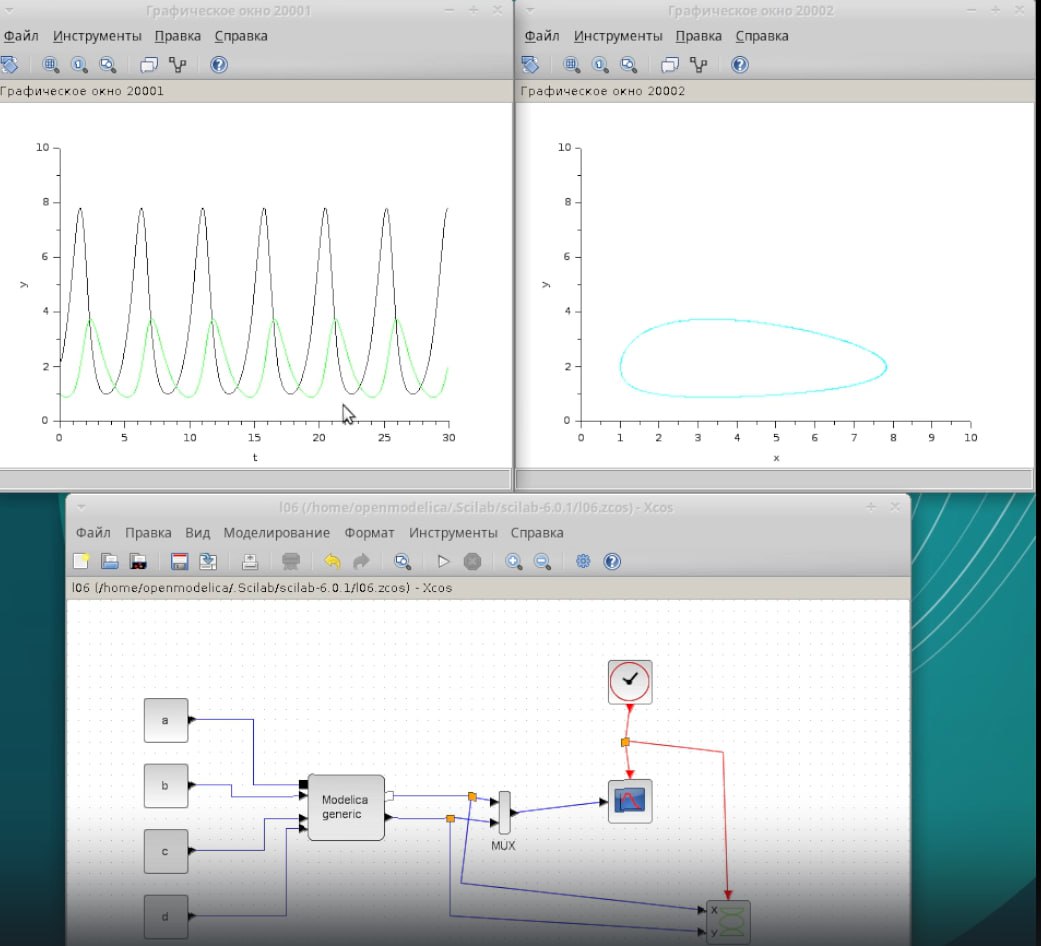 Графическое окно 20001
Файл Инструменты Правка Справка
Графическое окно 20001
10
8
6
4
2
0
y
0 5 10 15 20 25 30
t
Графическое окно 20002
Файл Инструменты Правка Справка
Графическое окно 20002
10
8
6
4
2
0
y
0 1 2 3 4 5 6 7 8 9 10
x
l06 (/home/openmodelica/.Scilab/scilab-6.0.1/l06.zcos) - Xcos
Файл Правка Вид Моделирование Формат Инструменты Справка
l06 (/home/openmodelica/.Scilab/scilab-6.0.1/l06.zcos) - Xcos
a
b
c
d
Modelica
generic
MUX
X
y